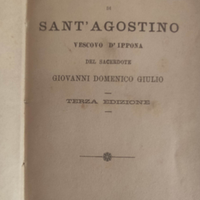 DI
SANT'AGOSTINO
VESCOVO D'IPPONA
DEL SACERDOTE
GIOVANNI DOMENICO GIULIO
TERZA EDIZIONE